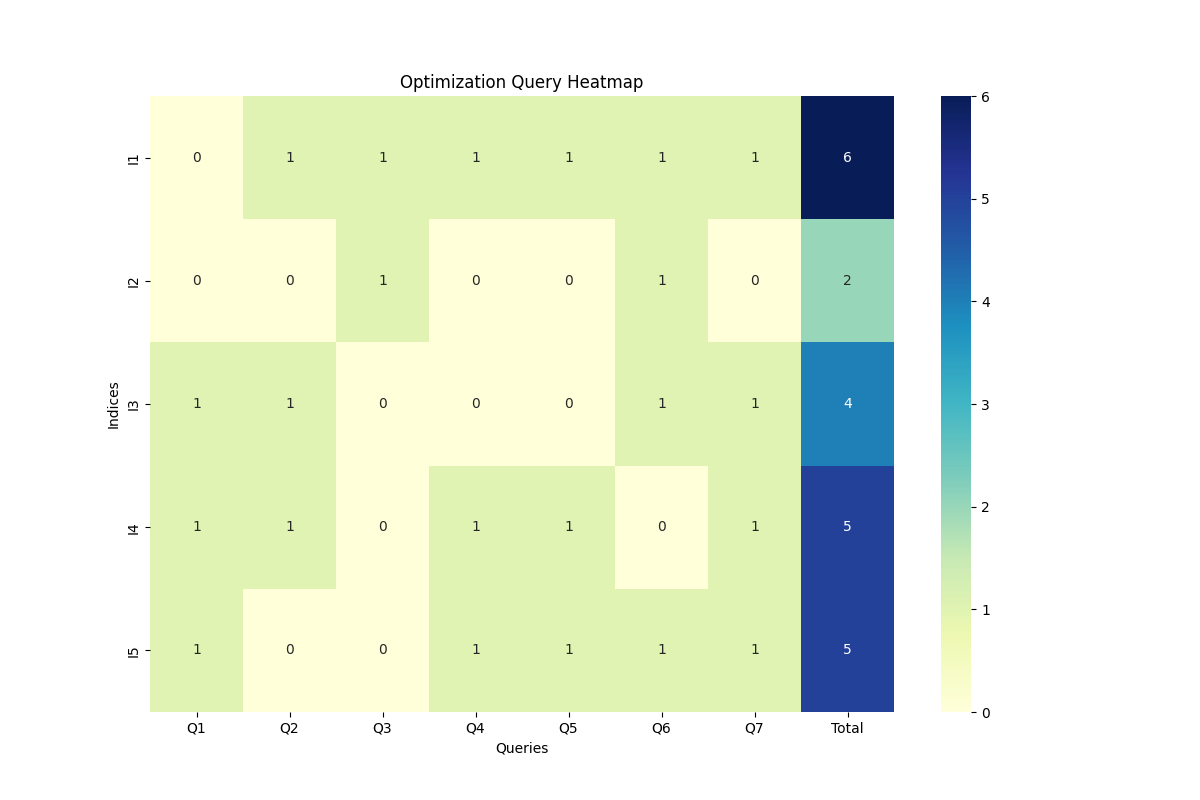 Optimization Query Heatmap
I1 0 1 1 1 1 1 1 6
I2 0 0 1 0 0 1 0 2
I3 1 1 0 0 0 1 1 4
I4 1 1 0 1 1 0 1 5
I5 1 0 0 1 1 1 1 5
Indices
Q1 Q2 Q3 Q4 Q5 Q6 Q7 Total
Queries
6
5
4
3
2
1
0